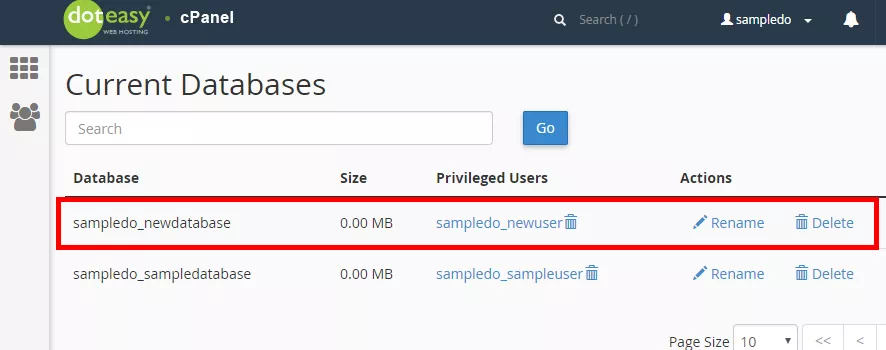 doteasy
WEB HOSTING
cPanel
Search ( / )
sampledo
Current Databases
Search
Go
Database Size Privileged Users Actions
sampledo_newdatabase 0.00 MB sampledo_newuser Rename Delete
sampledo_sampledatabase 0.00 MB sampledo_sampleuser Rename Delete
Page Size 10 << <